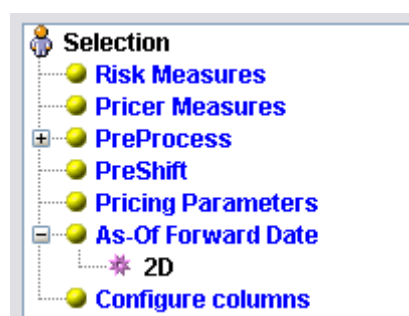 Selection
Risk Measures
Pricer Measures
PreProcess
PreShift
Pricing Parameters
As-Of Forward Date
2D
Configure columns